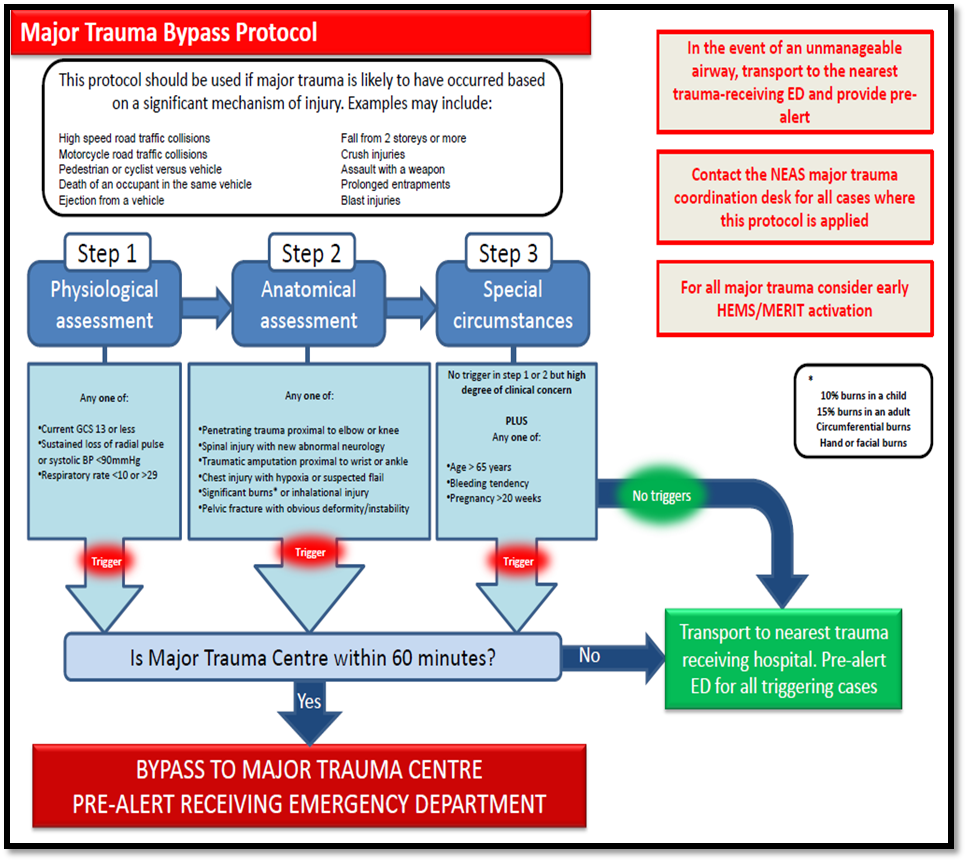 Major Trauma Bypass Protocol
This protocol should be used if major trauma is likely to have occurred based
on a significant mechanism of injury. Examples may include:
High speed road traffic collisions
Motorcycle road traffic collisions
Pedestrian or cyclist versus vehicle
Death of an occupant in the same vehicle
Ejection from a vehicle
Fall from 2 storeys or more
Crush injuries
Assault with a weapon
Prolonged entrapments
Blast injuries
In the event of an unmanageable
airway, transport to the nearest
trauma-receiving ED and provide pre-
alert
Contact the NEAS major trauma
coordination desk for all cases where
this protocol is applied
For all major trauma consider early
HEMS/MERIT activation
*
10% burns in a child
15% burns in an adult
Circumferential burns
Hand or facial burns
Step 1
Physiological
assessment
Any one of:
•Current GCS 13 or less
•Sustained loss of radial pulse
or systolic BP <90mmHg
•Respiratory rate <10 or >29
Trigger
Step 2
Anatomical
assessment
Any one of:
•Penetrating trauma proximal to elbow or knee
•Spinal injury with new abnormal neurology
•Traumatic amputation proximal to wrist or ankle
•Chest injury with hypoxia or suspected flail
•Significant burns* or inhalational injury
•Pelvic fracture with obvious deformity/instability
Trigger
Step 3
Special
circumstances
No trigger in step 1 or 2 but high
degree of clinical concern
PLUS
Any one of:
•Age > 65 years
•Bleeding tendency
•Pregnancy >20 weeks
Trigger
No triggers
Is Major Trauma Centre within 60 minutes?
No
Transport to nearest trauma
receiving hospital. Pre-alert
ED for all triggering cases
Yes
BYPASS TO MAJOR TRAUMA CENTRE
PRE-ALERT RECEIVING EMERGENCY DEPARTMENT